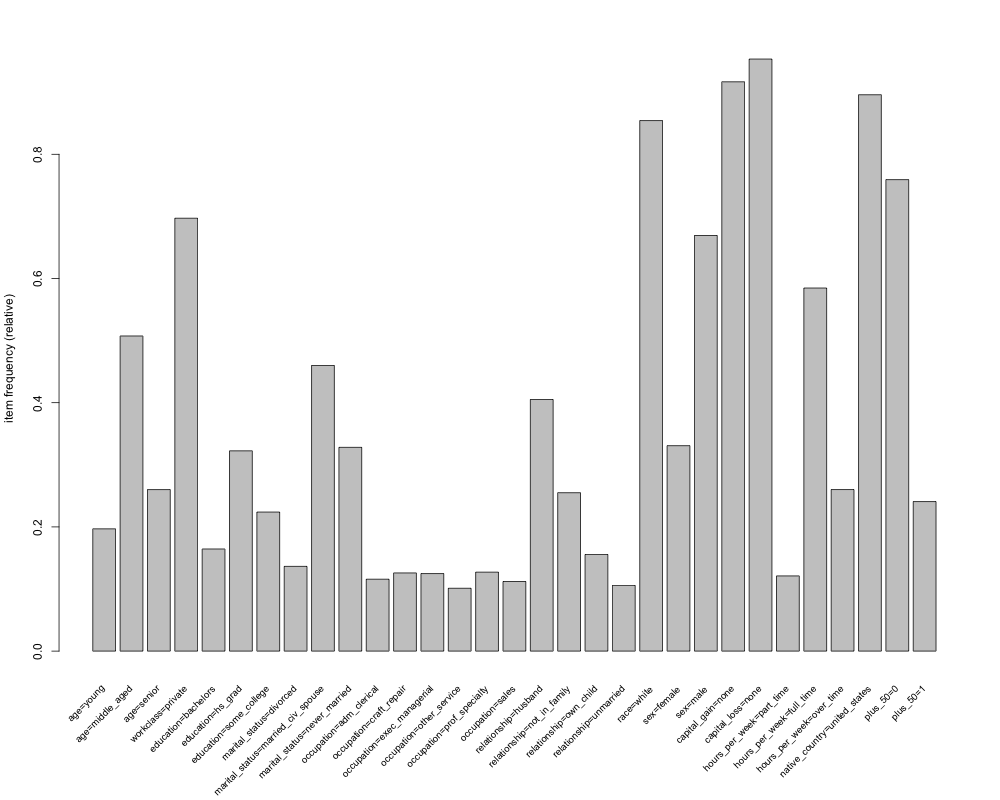 item frequency (relative)
0.0
0.2
0.4
0.6
0.8
age=young
age=middle_aged
age=senior
workclass=private
education=bachelors
education=hs_grad
education=some_college
marital_status=divorced
marital_status=married_civ_spouse
marital_status=never_married
occupation=adm_clerical
occupation=craft_repair
occupation=exec_managerial
occupation=other_service
occupation=prof_specialty
occupation=sales
relationship=husband
relationship=not_in_family
relationship=own_child
relationship=unmarried
race=white
sex=female
sex=male
capital_gain=none
capital_loss=none
hours_per_week=part_time
hours_per_week=full_time
hours_per_week=over_time
native_country=united_states
plus_50=0
plus_50=1